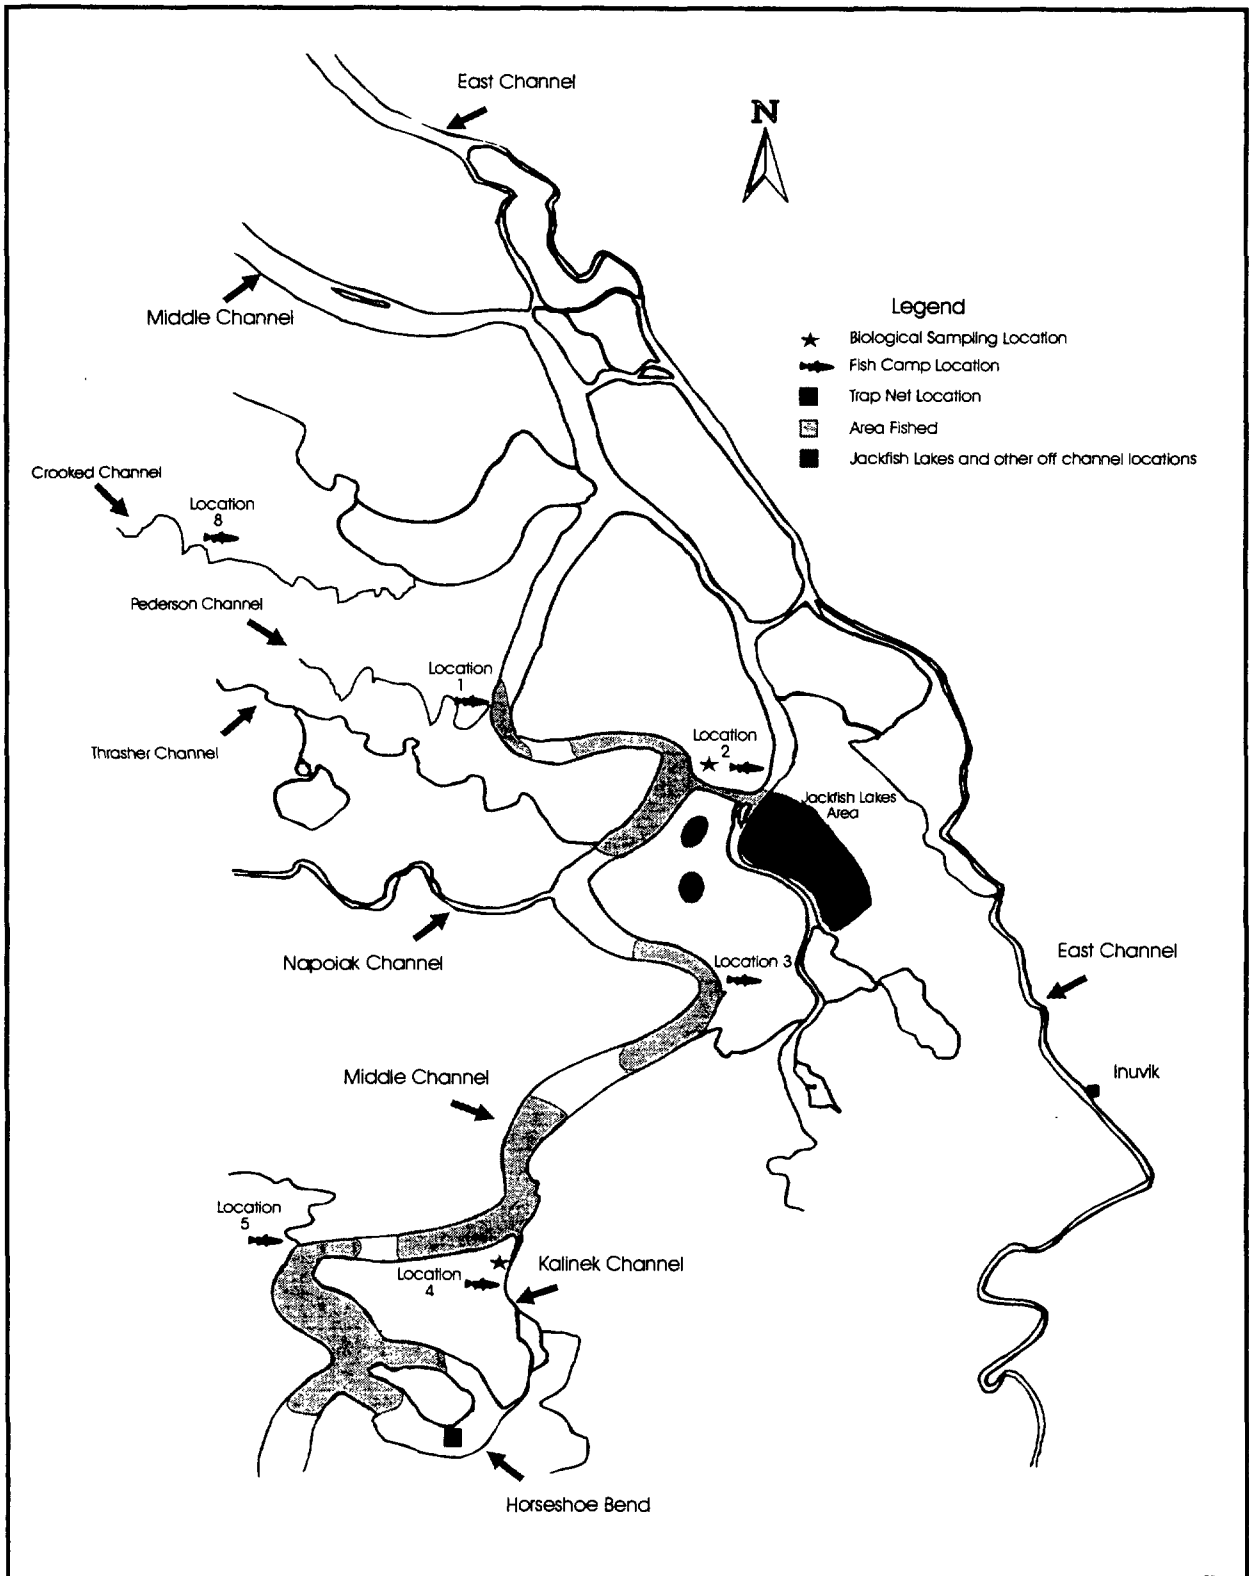 East Channel
N
Middle Channel
Legend
Biological Sampling Location
Fish Camp Location
Trap Net Location
Area Fished
Jackfish Lakes and other off channel locations
Crooked Channel
Location
8
Pederson Channel
Location
1
Thrasher Channel
Location
2
Jackfish Lakes
Area
Napoiak Channel
Location 3
East Channel
Middle Channel
Inuvik
Location
5
Kalinek Channel
Location
4
Horseshoe Bend